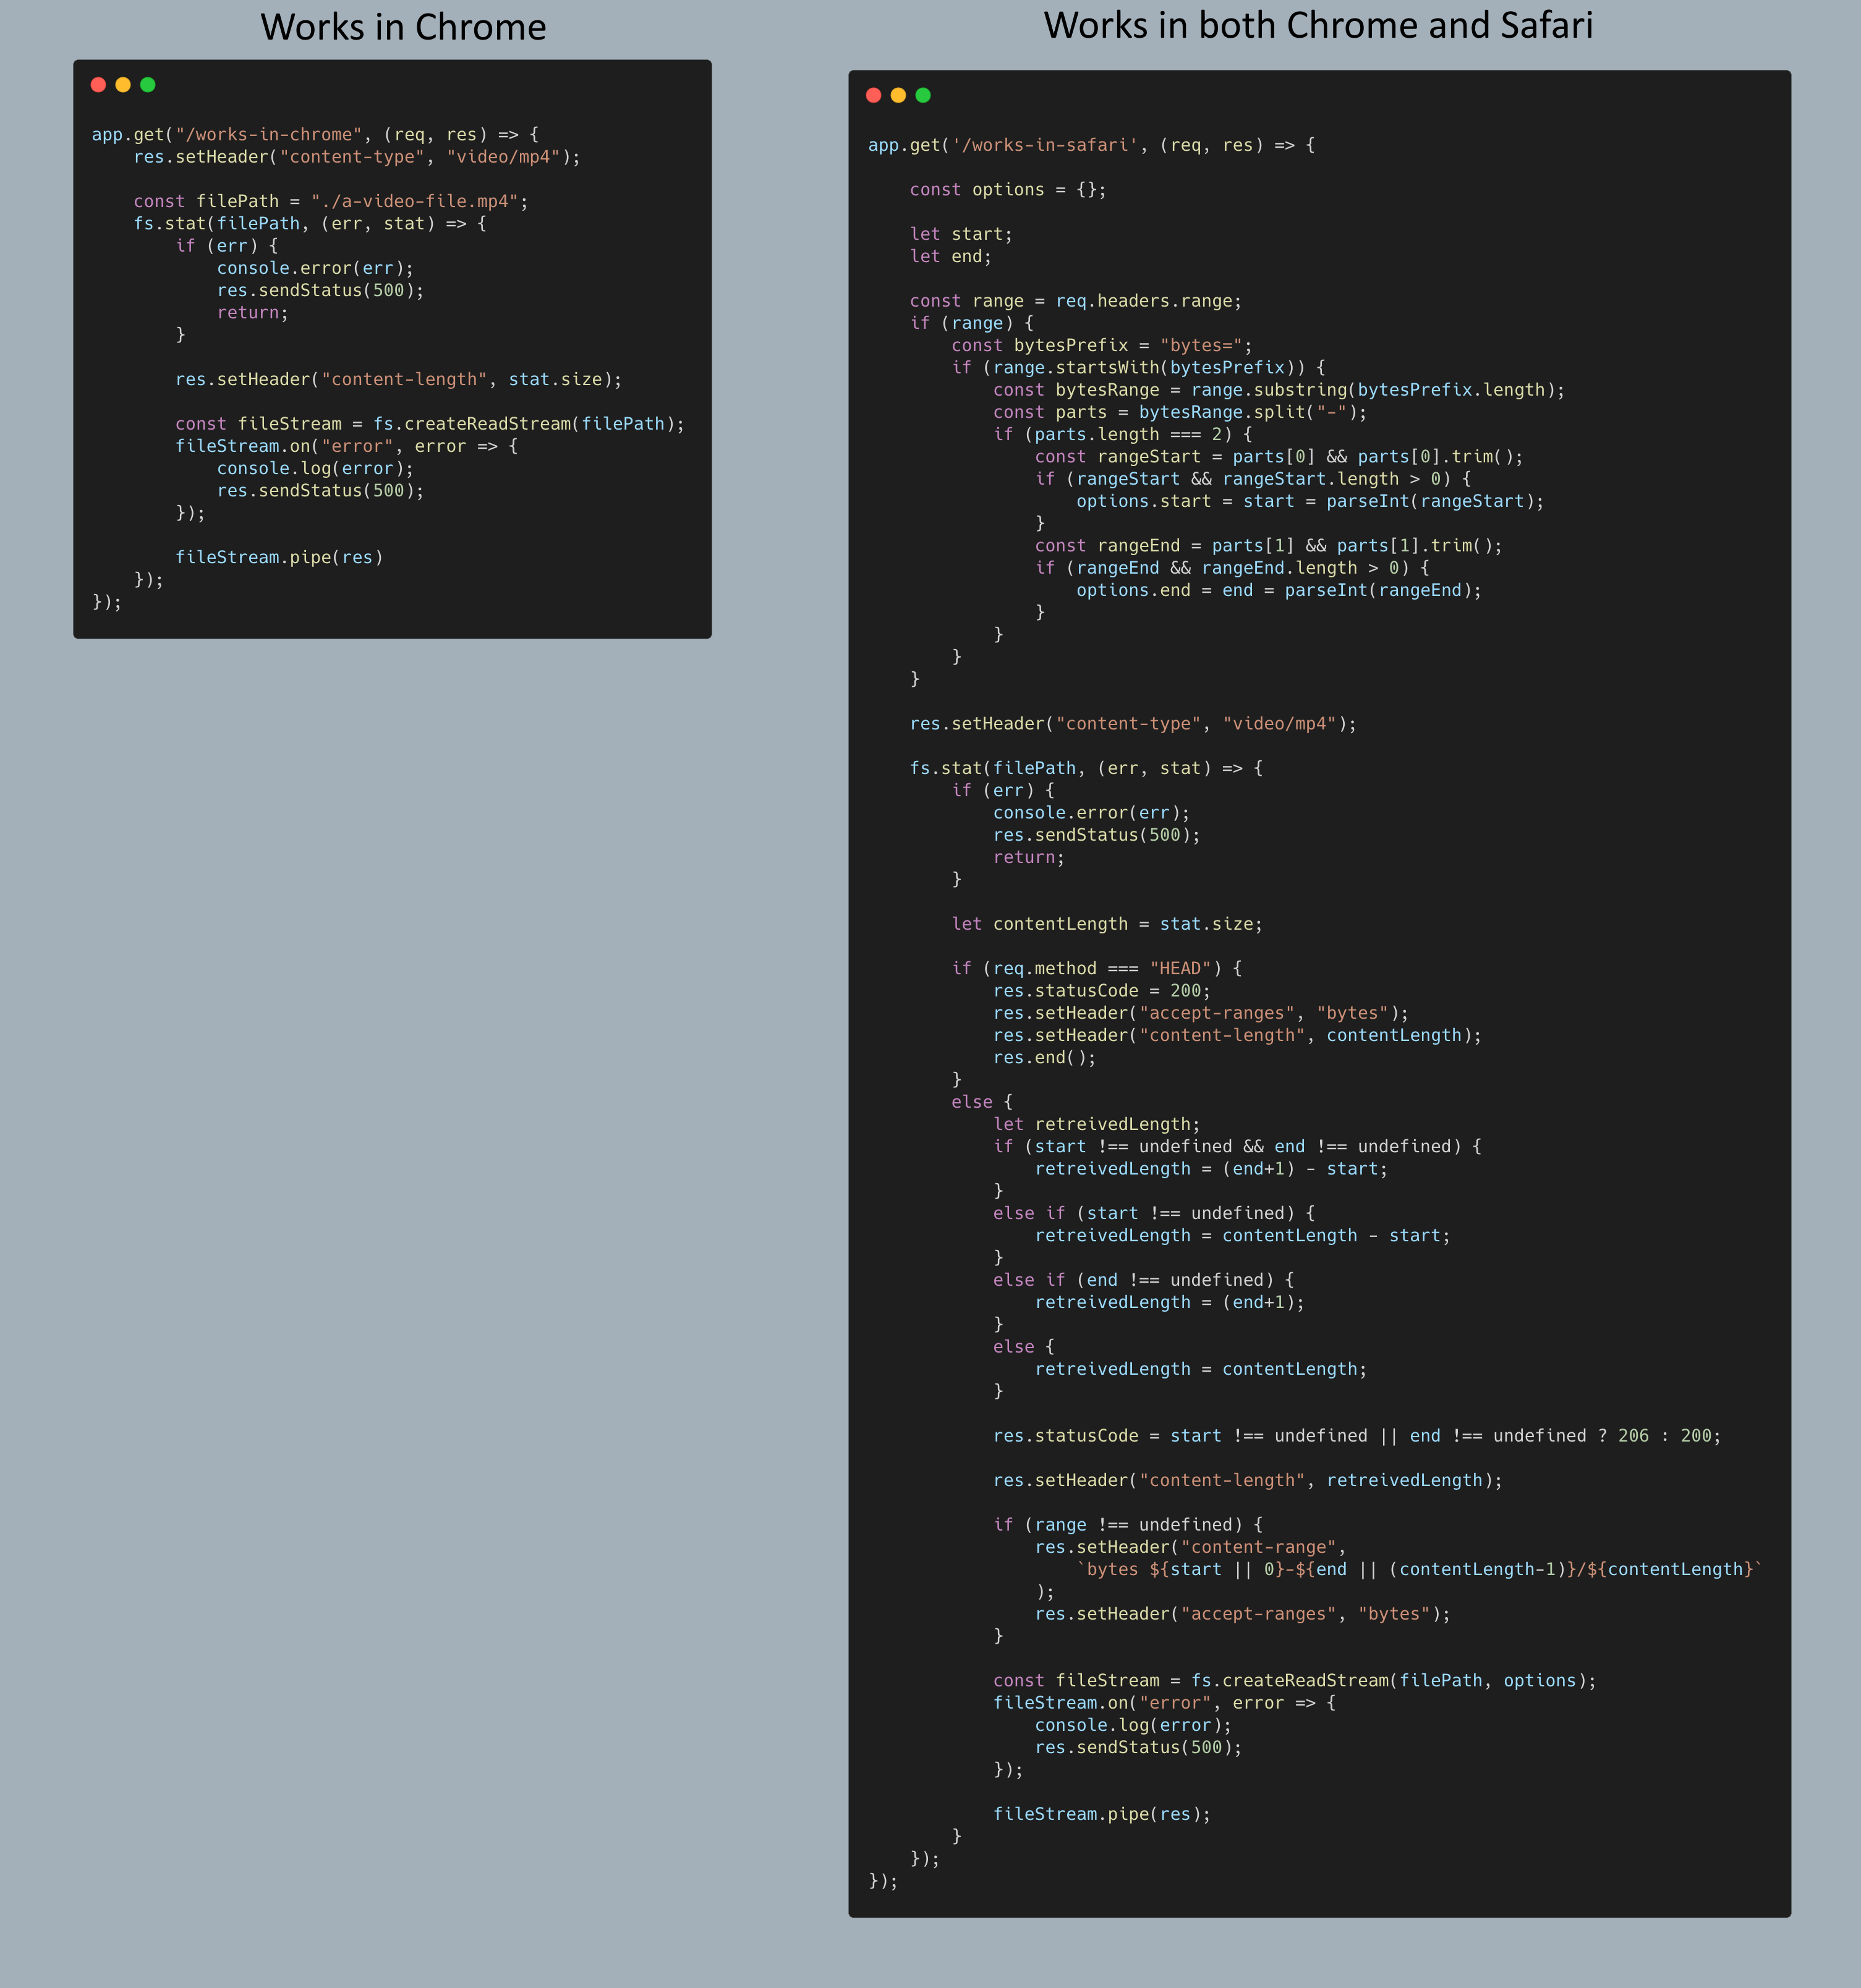 Works in Chrome
app.get("/works-in-chrome", (req, res) => {
    res.setHeader("content-type", "video/mp4");

    const filePath = "./a-video-file.mp4";
    fs.stat(filePath, (err, stat) => {
        if (err) {
            console.error(err);
            res.sendStatus(500);
            return;
        }

        res.setHeader("content-length", stat.size);

        const fileStream = fs.createReadStream(filePath);
        fileStream.on("error", error => {
            console.log(error);
            res.sendStatus(500);
        });

        fileStream.pipe(res)
    });
});
Works in both Chrome and Safari
app.get('/works-in-safari', (req, res) => {

    const options = {};

    let start;
    let end;

    const range = req.headers.range;
    if (range) {
        const bytesPrefix = "bytes=";
        if (range.startsWith(bytesPrefix)) {
            const bytesRange = range.substring(bytesPrefix.length);
            const parts = bytesRange.split("-");
            if (parts.length === 2) {
                const rangeStart = parts[0] && parts[0].trim();
                if (rangeStart && rangeStart.length > 0) {
                    options.start = start = parseInt(rangeStart);
                }
                const rangeEnd = parts[1] && parts[1].trim();
                if (rangeEnd && rangeEnd.length > 0) {
                    options.end = end = parseInt(rangeEnd);
                }
            }
        }
    }

    res.setHeader("content-type", "video/mp4");

    fs.stat(filePath, (err, stat) => {
        if (err) {
            console.error(err);
            res.sendStatus(500);
            return;
        }

        let contentLength = stat.size;

        if (req.method === "HEAD") {
            res.statusCode = 200;
            res.setHeader("accept-ranges", "bytes");
            res.setHeader("content-length", contentLength);
            res.end();
        }
        else {
            let retreivedLength;
            if (start !== undefined && end !== undefined) {
                retreivedLength = (end+1) - start;
            }
            else if (start !== undefined) {
                retreivedLength = contentLength - start;
            }
            else if (end !== undefined) {
                retreivedLength = (end+1);
            }
            else {
                retreivedLength = contentLength;
            }

            res.statusCode = start !== undefined || end !== undefined ? 206 : 200;

            res.setHeader("content-length", retreivedLength);

            if (range !== undefined) {
                res.setHeader("content-range",
                    `bytes ${start || 0}-${end || (contentLength-1)}/${contentLength}`
                );
                res.setHeader("accept-ranges", "bytes");
            }

            const fileStream = fs.createReadStream(filePath, options);
            fileStream.on("error", error => {
                console.log(error);
                res.sendStatus(500);
            });

            fileStream.pipe(res);
        }
    });
});